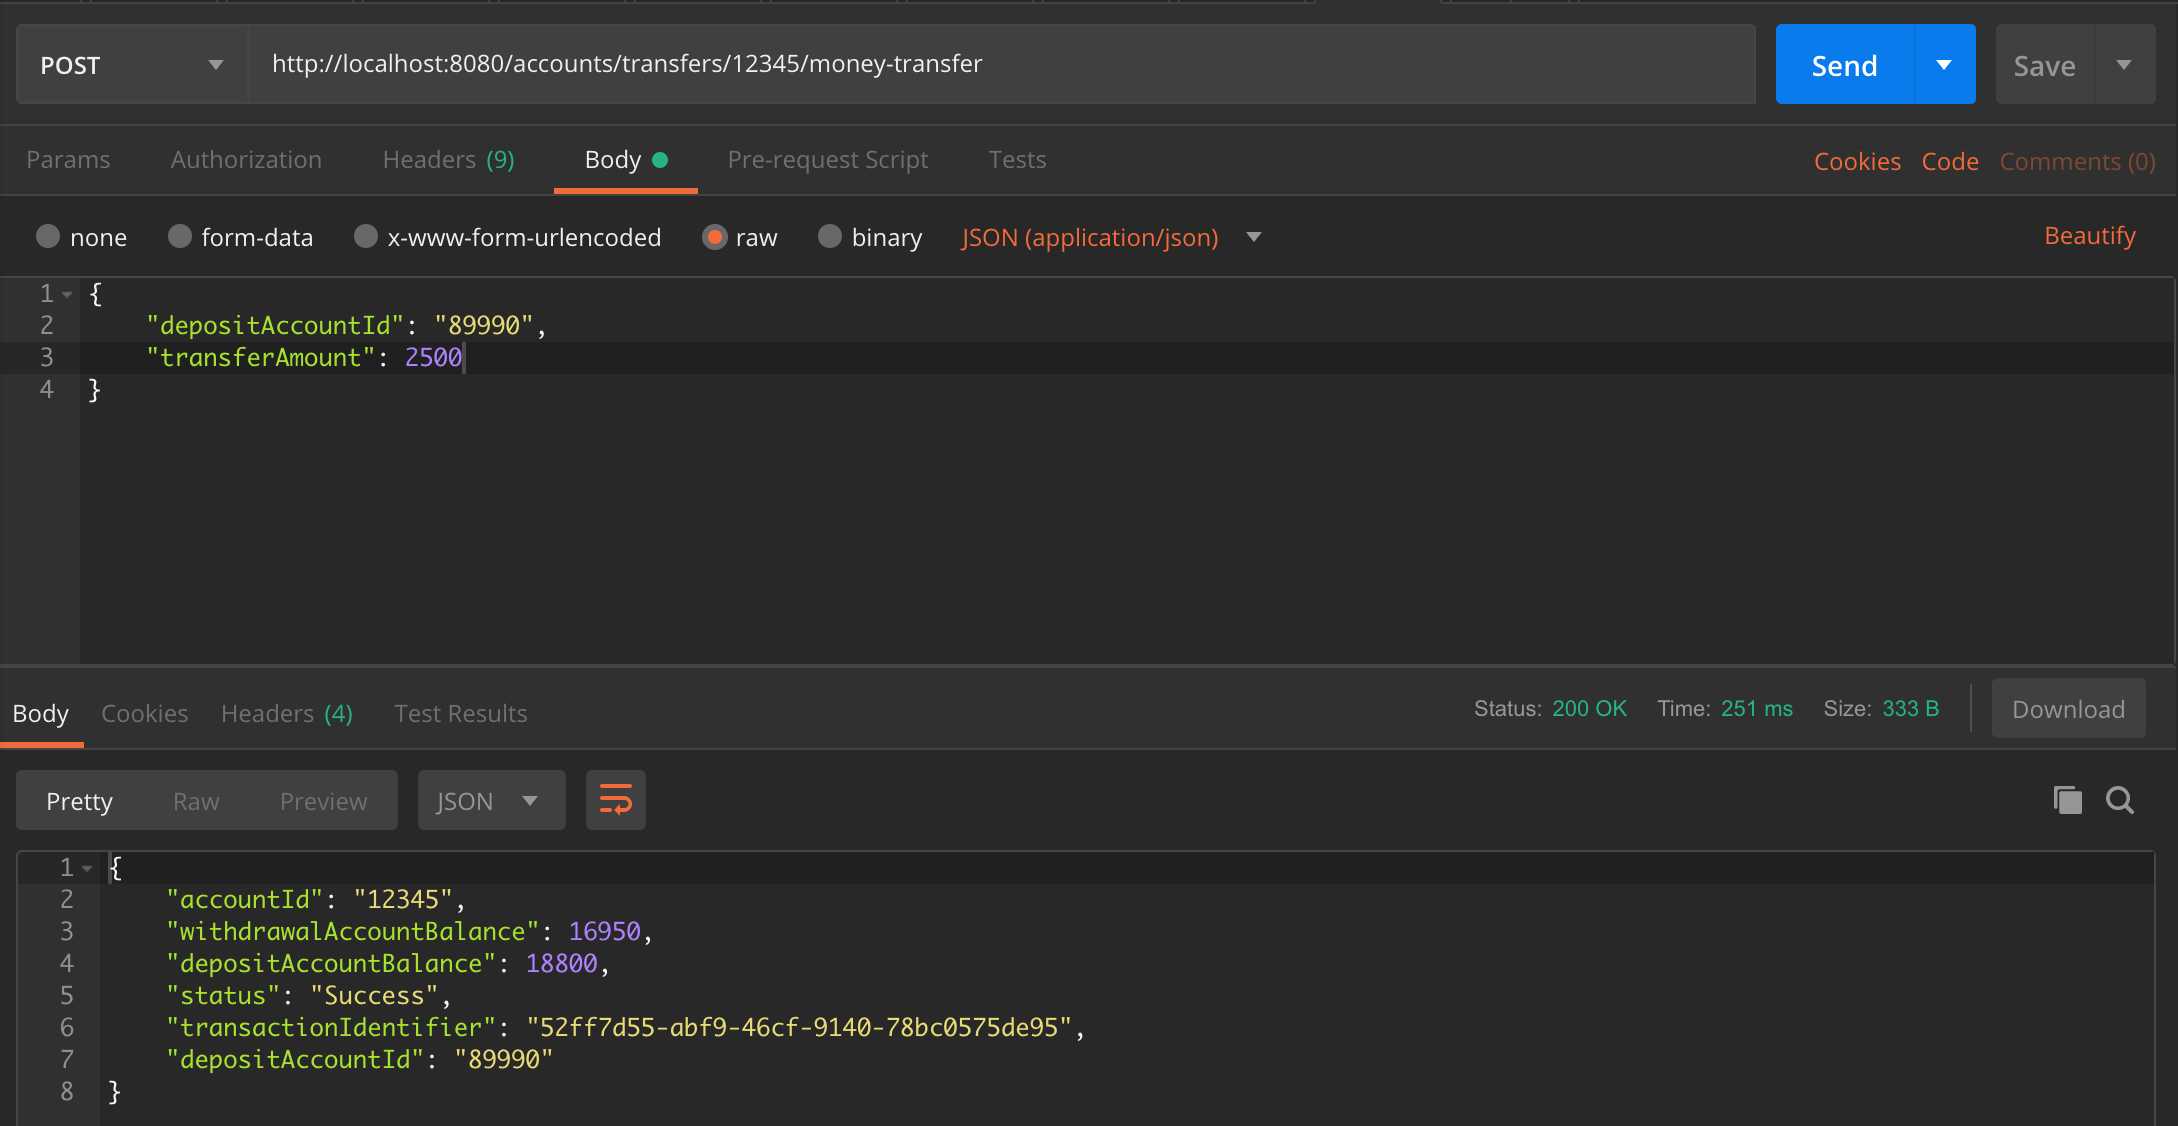 POST http://localhost:8080/accounts/transfers/12345/money-transfer Send Save
Params Authorization Headers (9) Body Pre-request Script Tests Cookies Code Comments (0)
none form-data x-www-form-urlencoded raw binary JSON (application/json) Beautify
1 {
2 "depositAccountId": "89990",
3 "transferAmount": 2500
4 }
Body Cookies Headers (4) Test Results Status: 200 OK Time: 251 ms Size: 333 B Download
Pretty Raw Preview JSON
1 {
2 "accountId": "12345",
3 "withdrawalAccountBalance": 16950,
4 "depositAccountBalance": 18800,
5 "status": "Success",
6 "transactionIdentifier": "52ff7d55-abf9-46cf-9140-78bc0575de95",
7 "depositAccountId": "89990"
8 }